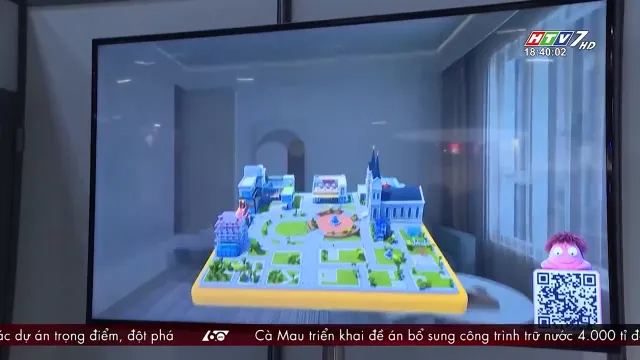 HTV7 HD
18:40:02
ác dự án trọng điểm, đột phá 60 Cà Mau triển khai đề án bổ sung công trình trữ nước 4.000 tỉ đ